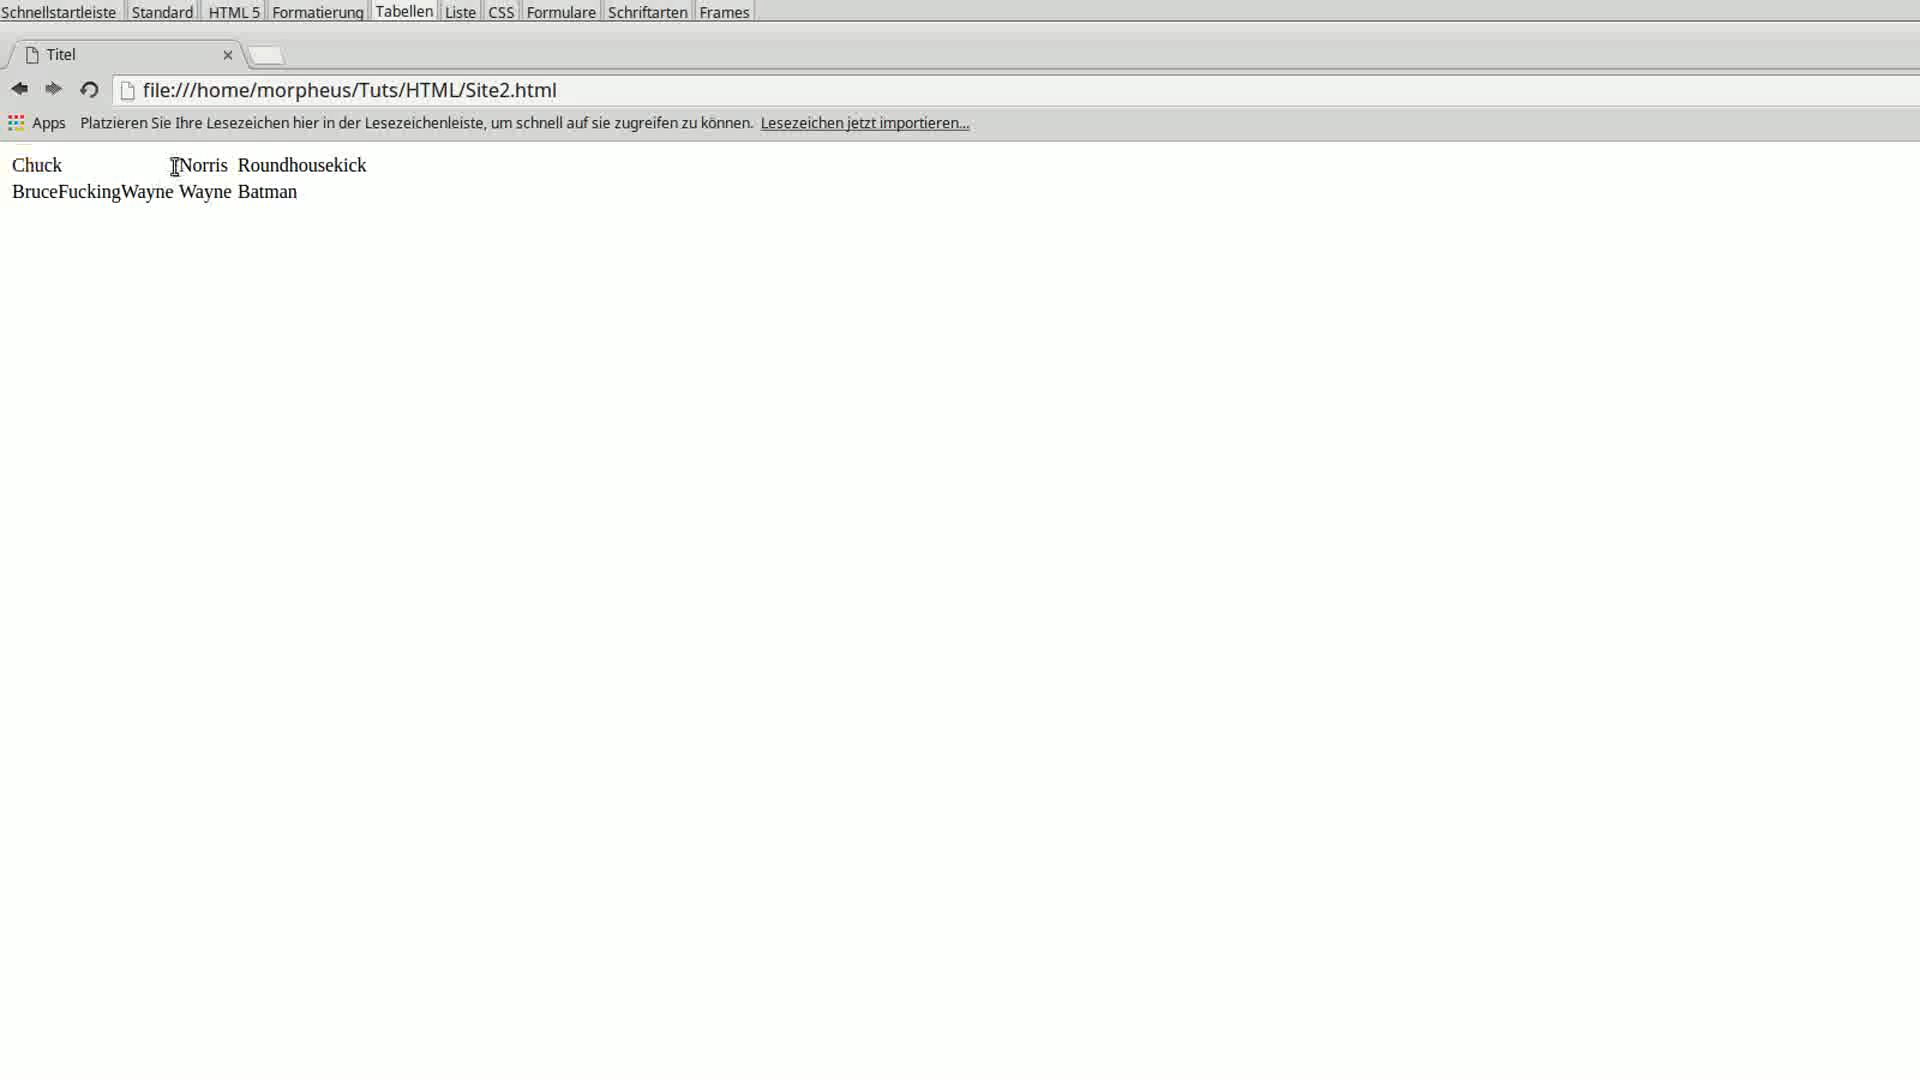 Schnellstartleiste Standard HTML 5 Formatierung Tabellen Liste CSS Formulare Schriftarten Frames
Titel
file:///home/morpheus/Tuts/HTML/Site2.html
Apps Platzieren Sie Ihre Lesezeichen hier in der Lesezeichenleiste, um schnell auf sie zugreifen zu können. Lesezeichen jetzt importieren...
Chuck Norris Roundhousekick
BruceFuckingWayne Wayne Batman